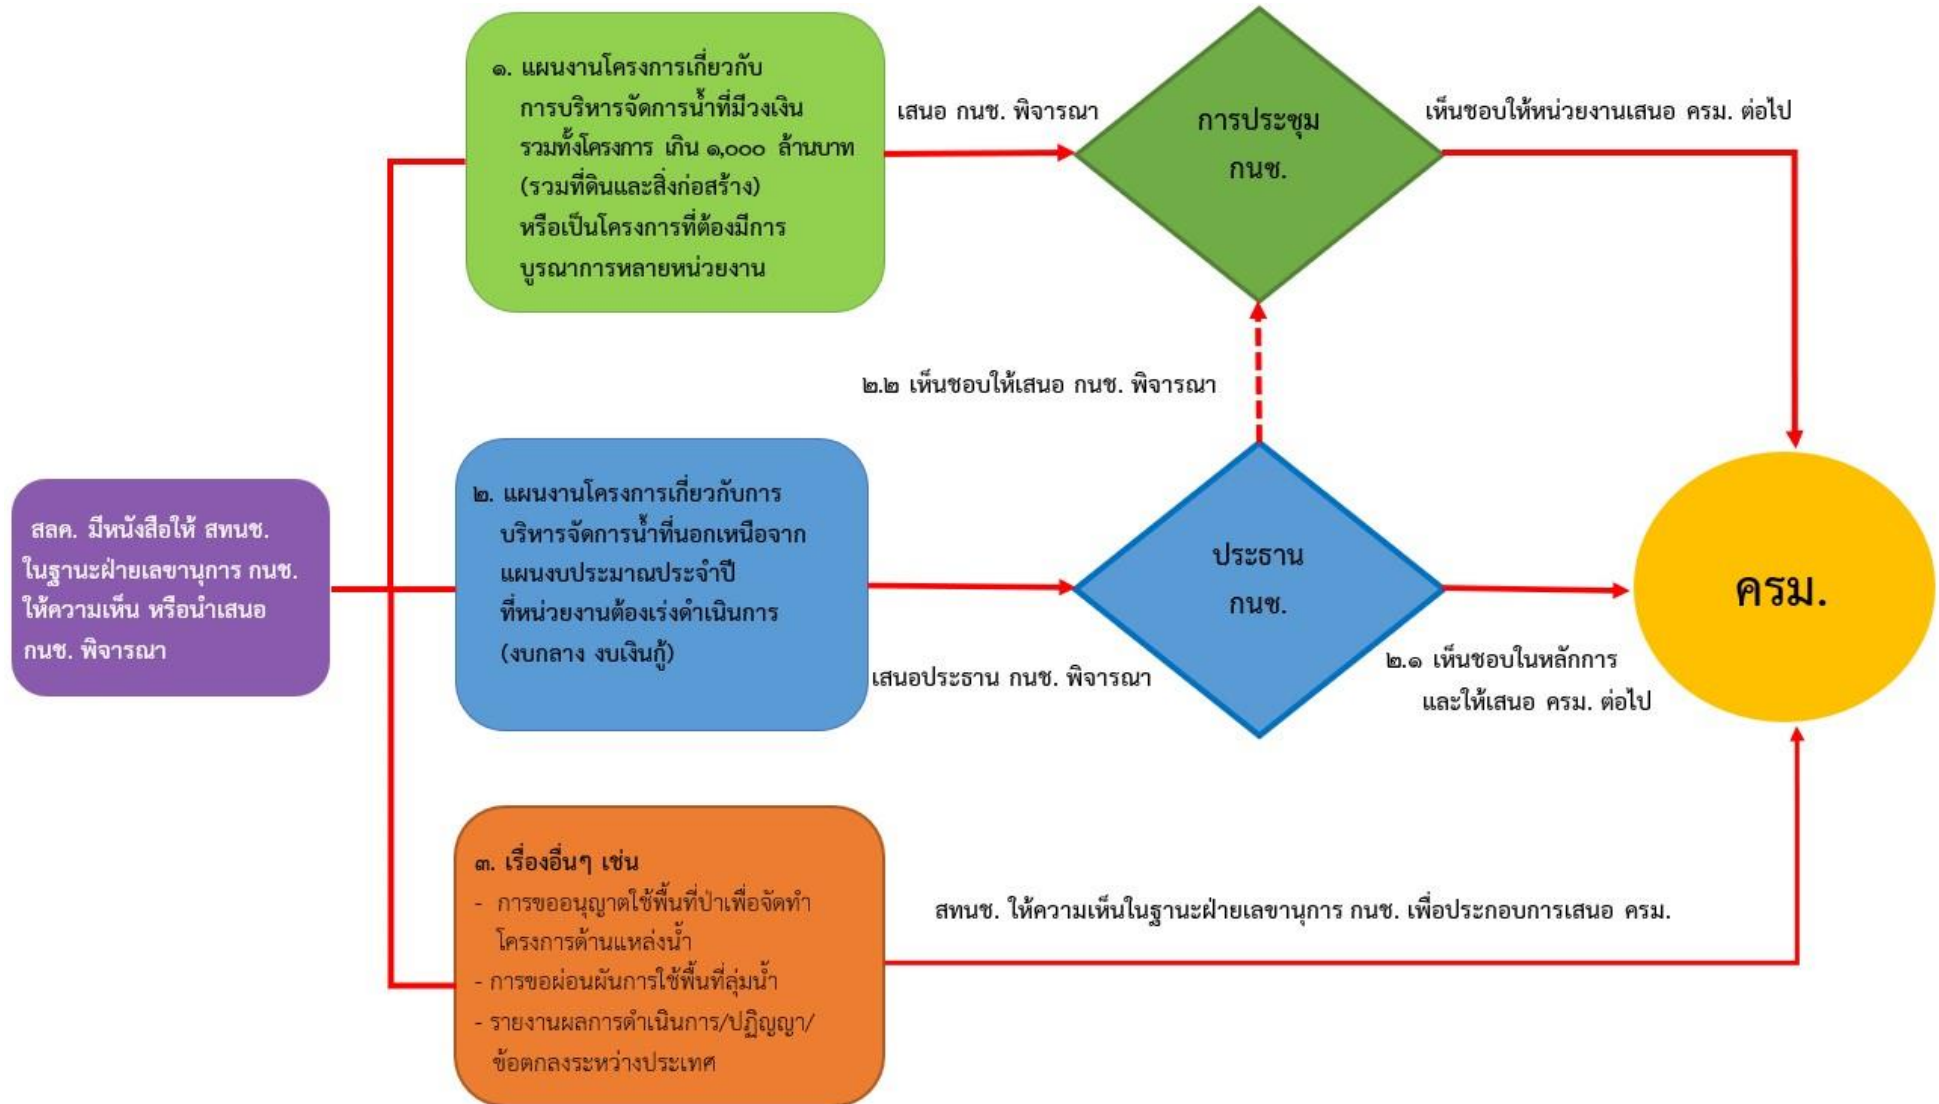 ๑. แผนงานโครงการเกี่ยวกับ
การบริหารจัดการน้ำที่มีวงเงิน
รวมทั้งโครงการ เกิน ๑,๐๐๐ ล้านบาท
(รวมที่ดินและสิ่งก่อสร้าง)
หรือเป็นโครงการที่ต้องมีการ
บูรณาการหลายหน่วยงาน
เสนอ กนช. พิจารณา
การประชุม
กนช.
เห็นชอบให้หน่วยงานเสนอ ครม. ต่อไป
๒.๒ เห็นชอบให้เสนอ กนช. พิจารณา
สลค. มีหนังสือให้ สทนช.
ในฐานะฝ่ายเลขานุการ กนช.
ให้ความเห็น หรือนำเสนอ
กนช. พิจารณา
๒. แผนงานโครงการเกี่ยวกับการ
บริหารจัดการน้ำที่นอกเหนือจาก
แผนงบประมาณประจำปี
ที่หน่วยงานต้องเร่งดำเนินการ
(งบกลาง งบเงินกู้)
เสนอประธาน กนช. พิจารณา
ประธาน
กนช.
๒.๑ เห็นชอบในหลักการ
และให้เสนอ ครม. ต่อไป
ครม.
๓. เรื่องอื่นๆ เช่น
- การขออนุญาตใช้พื้นที่ป่าเพื่อจัดทำ
โครงการด้านแหล่งน้ำ
- การขอผ่อนผันการใช้พื้นที่ลุ่มน้ำ
- รายงานผลการดำเนินการ/ปฏิญญา/
ข้อตกลงระหว่างประเทศ
สทนช. ให้ความเห็นในฐานะฝ่ายเลขานุการ กนช. เพื่อประกอบการเสนอ ครม.